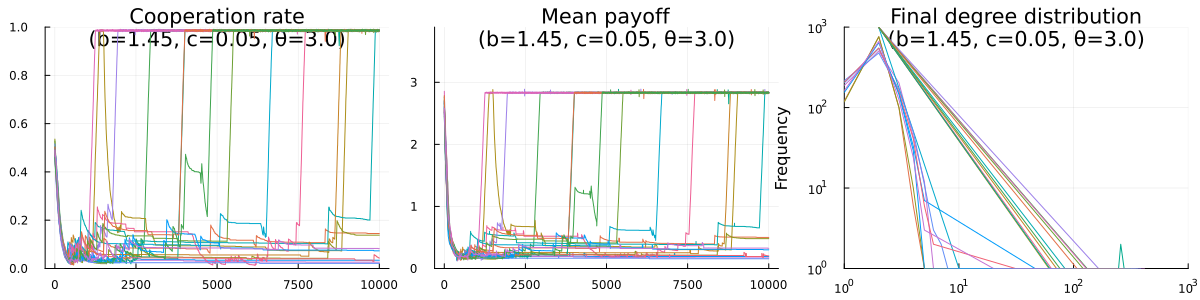 Cooperation rate
(b=1.45, c=0.05, θ=3.0)
1.0
0.8
0.6
0.4
0.2
0.0
0 2500 5000 7500 10000
Mean payoff
(b=1.45, c=0.05, θ=3.0)
3
2
1
0
0 2500 5000 7500 10000
Final degree distribution
(b=1.45, c=0.05, θ=3.0)
Frequency
10³
10²
10¹
10⁰
10⁰ 10¹ 10² 10³